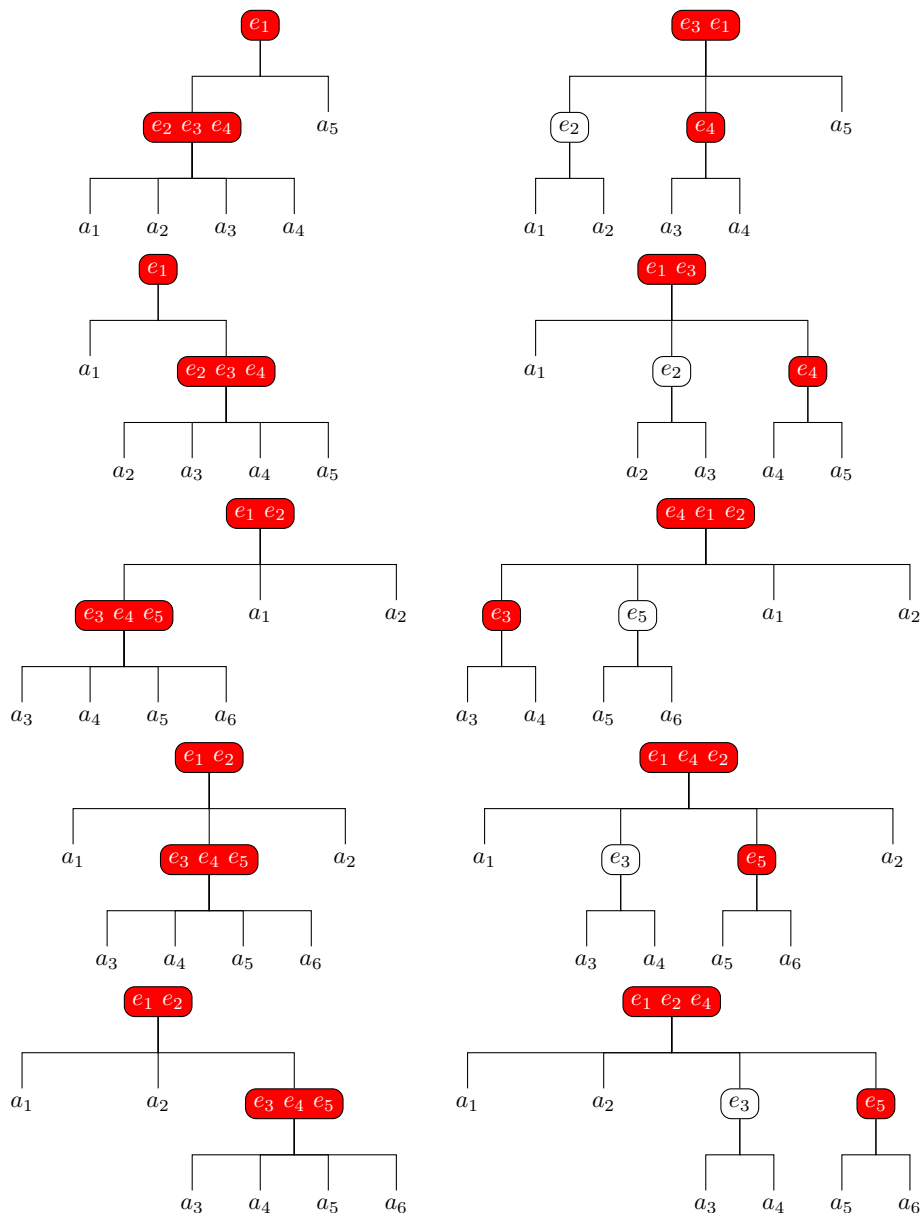 e₁ e₃ e₁
e₂ e₃ e₄ a₅ e₂ e₄ a₅
a₁ a₂ a₃ a₄ a₁ a₂ a₃ a₄
e₁ e₁ e₃
a₁ e₂ e₃ e₄ a₁ e₂ e₄
a₂ a₃ a₄ a₅ a₂ a₃ a₄ a₅
e₁ e₂ e₄ e₁ e₂
e₃ e₄ e₅ a₁ a₂ e₃ e₅ a₁ a₂
a₃ a₄ a₅ a₆ a₃ a₄ a₅ a₆
e₁ e₂ e₁ e₄ e₂
a₁ e₃ e₄ e₅ a₂ a₁ e₃ e₅ a₂
a₃ a₄ a₅ a₆ a₃ a₄ a₅ a₆
e₁ e₂ e₁ e₂ e₄
a₁ a₂ e₃ e₄ e₅ a₁ a₂ e₃ e₅
a₃ a₄ a₅ a₆ a₃ a₄ a₅ a₆